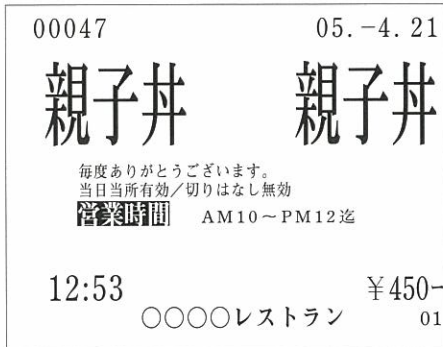 00047 05.-4.21
親子丼 親子丼
毎度ありがとうございます。
当日当所有効／切りはなし無効
営業時間 AM10～PM12迄
12:53 ￥450-
○○○○レストラン 01